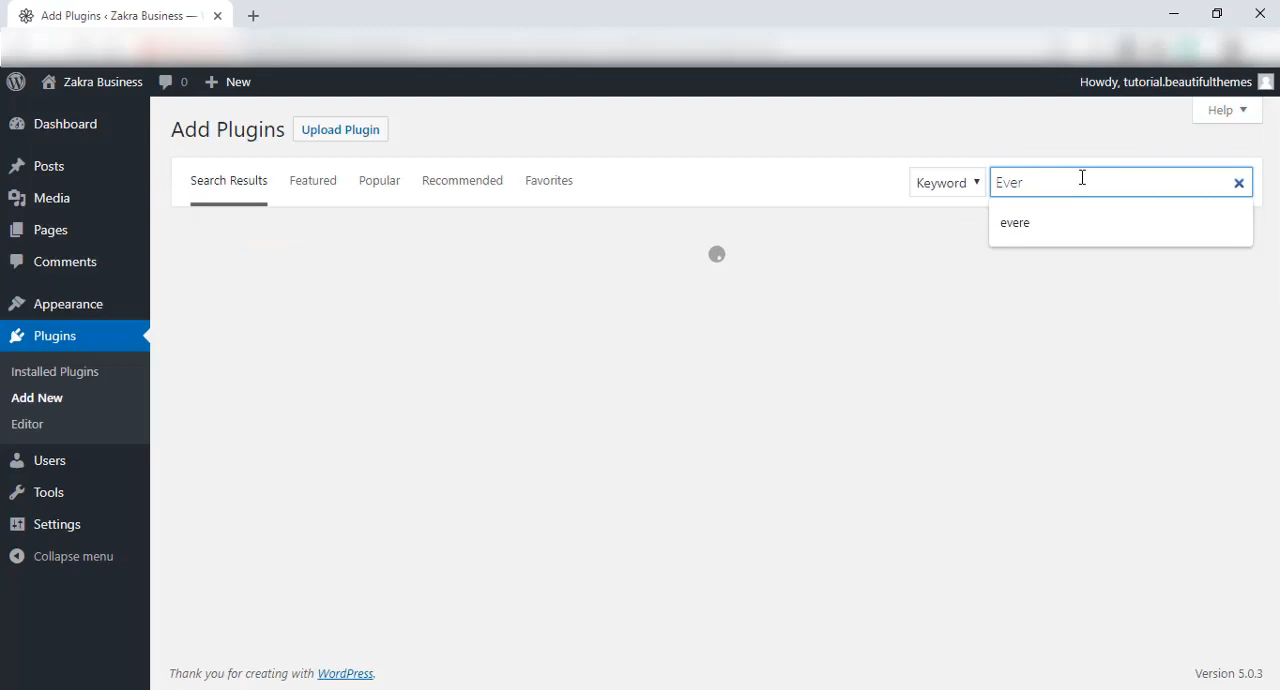 Add Plugins ‹ Zakra Business —
Zakra Business
0
New
Howdy, tutorial.beautifulthemes
Dashboard
Posts
Media
Pages
Comments
Appearance
Plugins
Installed Plugins
Add New
Editor
Users
Tools
Settings
Collapse menu
Help
Add Plugins
Upload Plugin
Search Results
Featured
Popular
Recommended
Favorites
Keyword
Ever
evere
Thank you for creating with WordPress.
Version 5.0.3